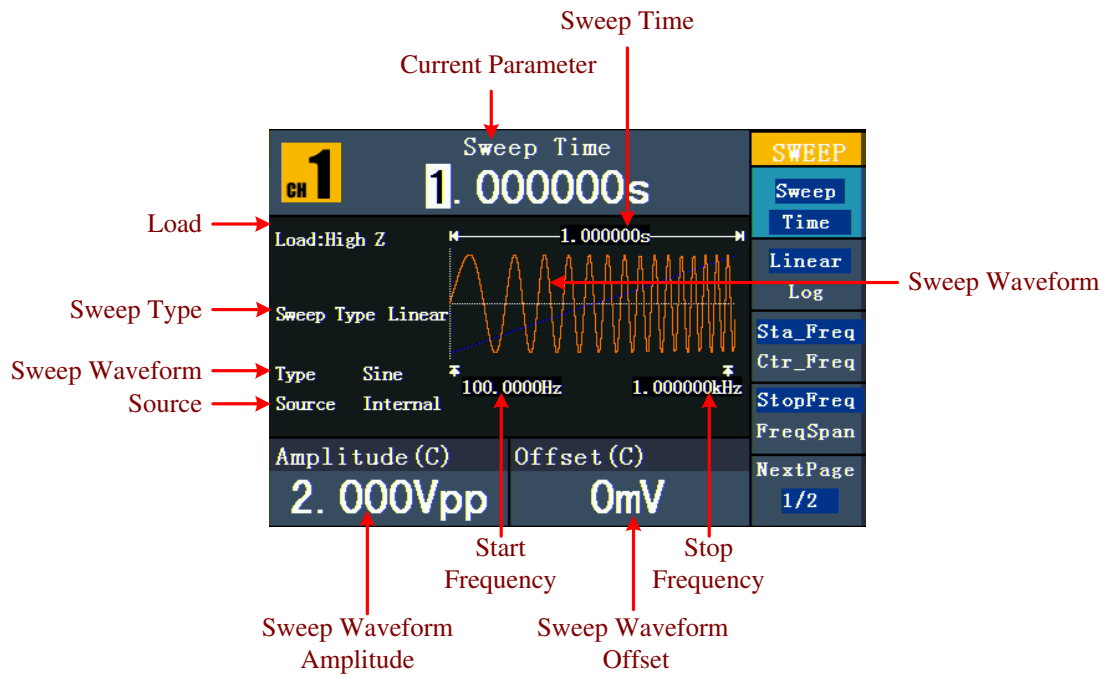 Sweep Time
Current Parameter
CH 1
Sweep Time
1.000000s
SWEEP
Sweep
Time
Load
Load:High Z
1.000000s
Linear
Log
Sweep Waveform
Sweep Type
Sweep Type Linear
Sta_Freq
Ctr_Freq
Sweep Waveform
Type Sine
100.0000Hz
1.000000kHz
Source
Source Internal
StopFreq
FreqSpan
Amplitude(C)
2.000Vpp
Offset(C)
0mV
NextPage
1/2
Start
Frequency
Stop
Frequency
Sweep Waveform
Amplitude
Sweep Waveform
Offset